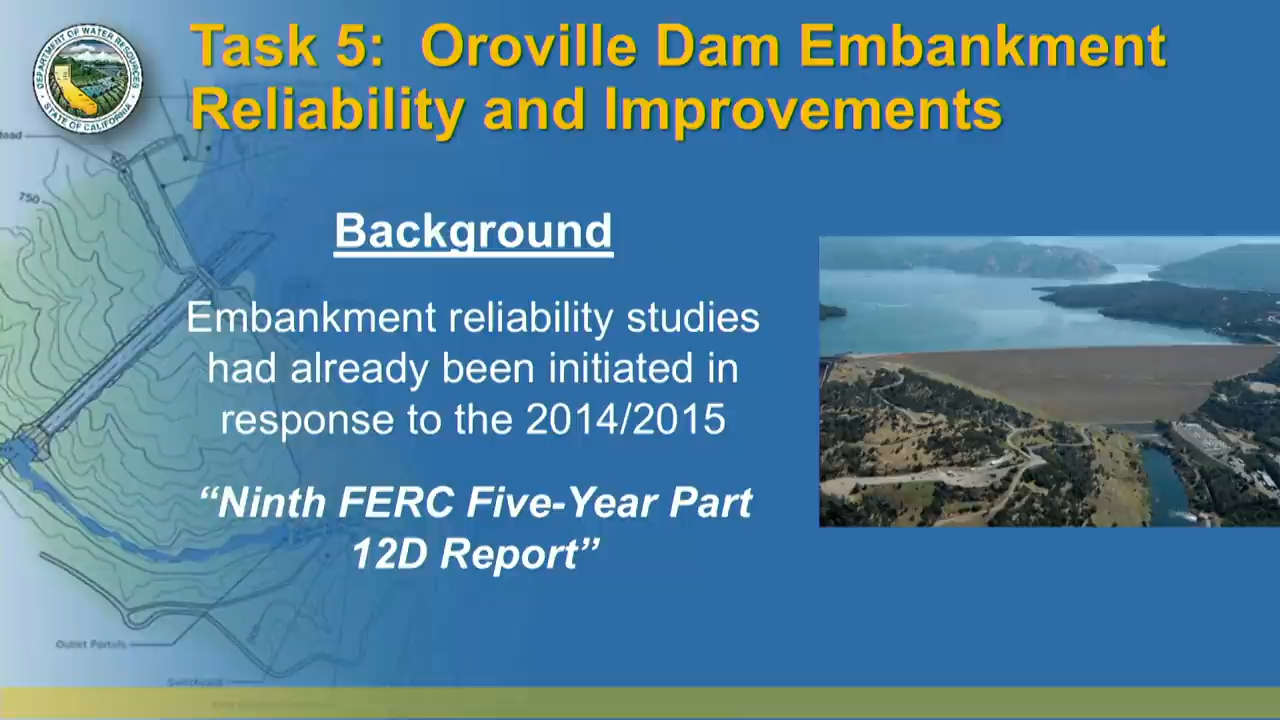 DEPARTMENT OF WATER RESOURCES
STATE OF CALIFORNIA
Task 5: Oroville Dam Embankment
Reliability and Improvements
750
Background
Embankment reliability studies
had already been initiated in
response to the 2014/2015
“Ninth FERC Five-Year Part
12D Report”
Outlet Portals
Switchyard